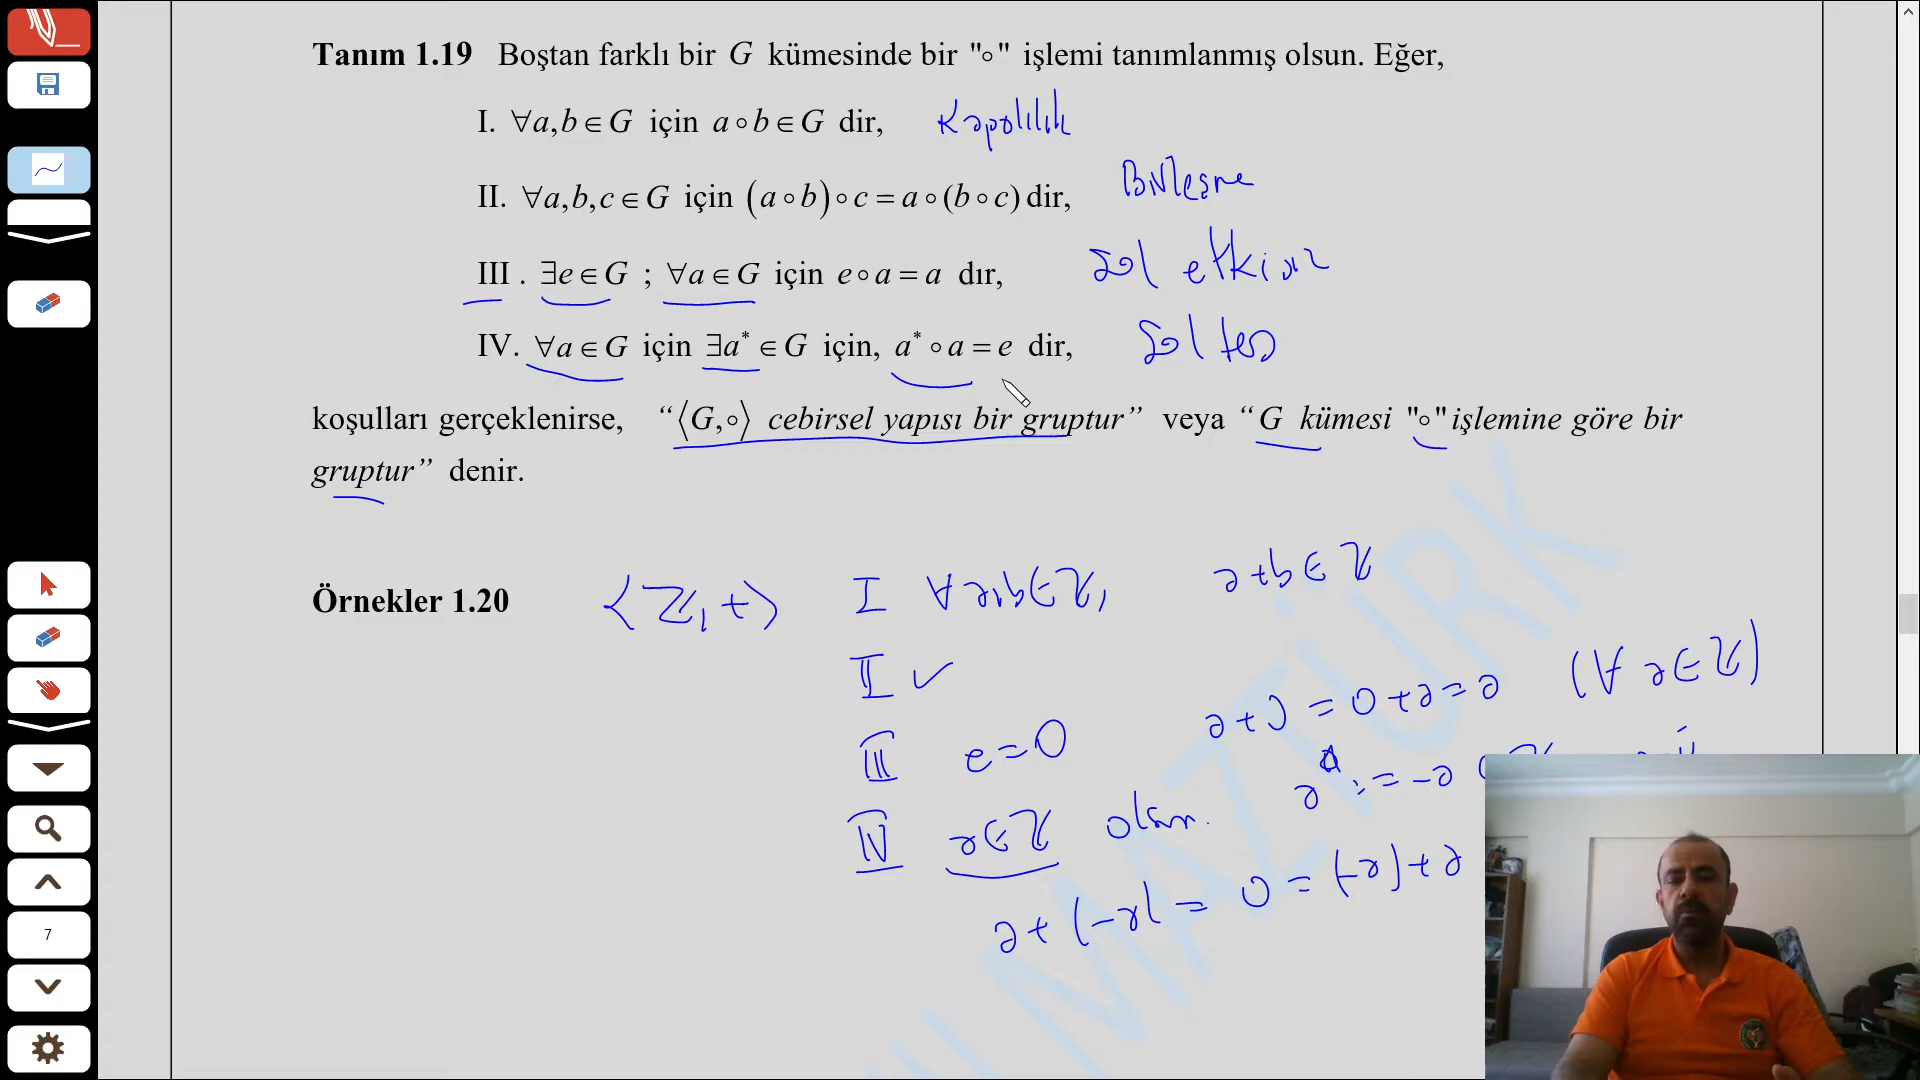 Tanım 1.19 Boştan farklı bir G kümesinde bir "∘" işlemi tanımlanmış olsun. Eğer,
I. ∀a,b∈G için a∘b∈G dir, Kapalılık
II. ∀a,b,c∈G için (a∘b)∘c=a∘(b∘c) dir, Birleşme
III . ∃e∈G ; ∀a∈G için e∘a=a dır, Sol etkisiz
IV. ∀a∈G için ∃a*∈G için, a*∘a=e dir, Sol ters
koşulları gerçeklenirse, “⟨G,∘⟩ cebirsel yapısı bir gruptur” veya “G kümesi "∘" işlemine göre bir
gruptur” denir.
Örnekler 1.20 ⟨Z,+⟩ I ∀a,b∈Z, a+b∈Z
II ✓
III e=0 a+0=0+a=a (∀a∈Z)
IV a∈Z olsun. a* := -a
a+(-a)=0=(-a)+a
MAZTÜRK
7